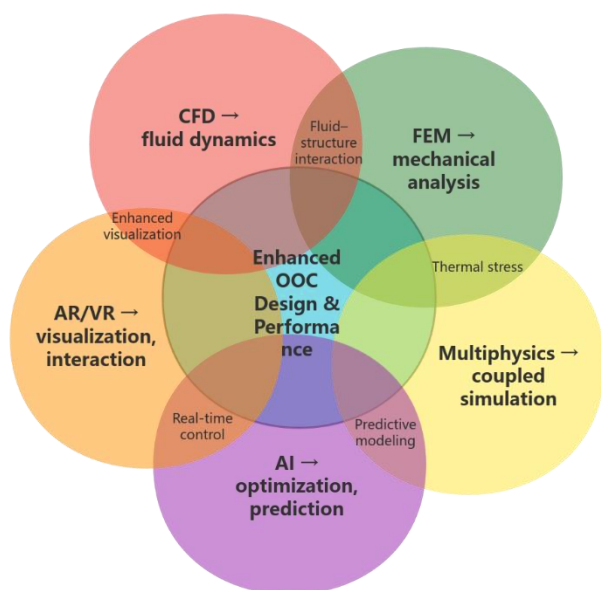 CFD →
fluid dynamics
Fluid–
structure
interaction
FEM →
mechanical
analysis
Enhanced
visualization
Thermal stress
Enhanced
OOC
Design &
Performa
nce
AR/VR →
visualization,
interaction
Multiphysics →
coupled
simulation
Real-time
control
Predictive
modeling
AI →
optimization,
prediction